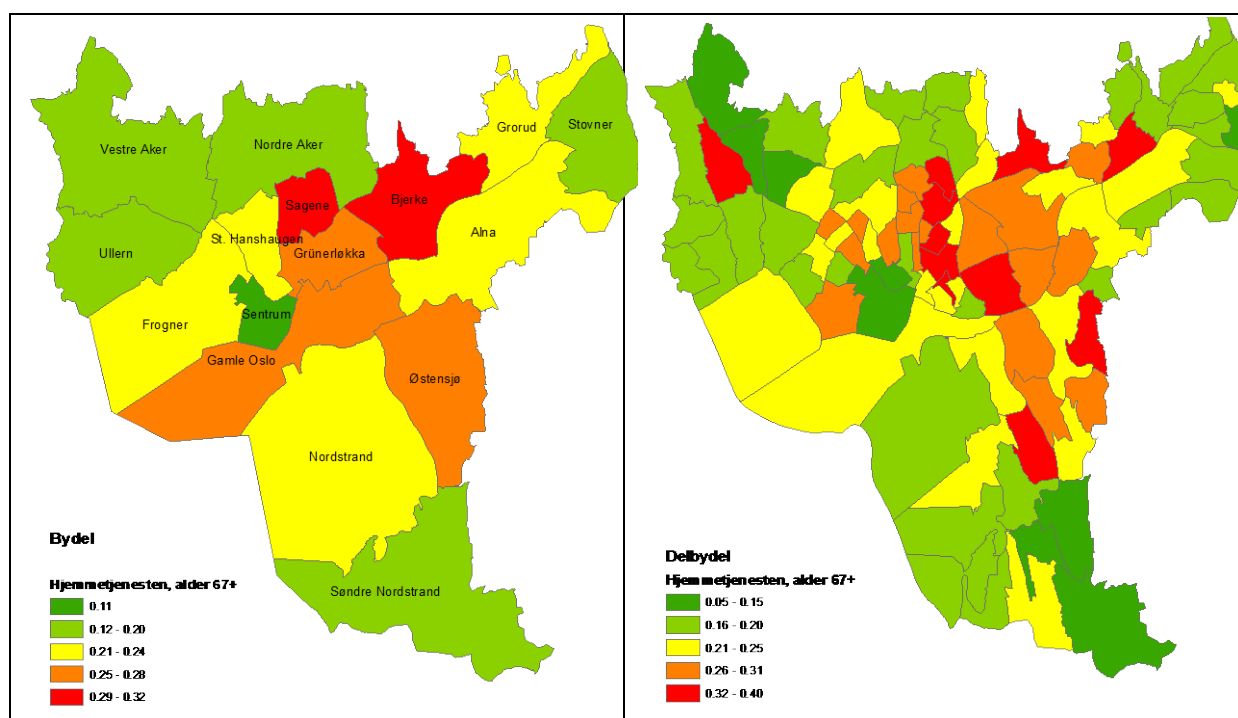 Grorud
Stovner
Vestre Aker
Nordre Aker
Sagene
Bjerke
Alna
St. Hanshaugen
Grünerløkka
Ullern
Sentrum
Frogner
Gamle Oslo
Østensjø
Nordstrand
Søndre Nordstrand
Bydel
Hjemmetjenesten, alder 67+
0.11
0.12 - 0.20
0.21 - 0.24
0.25 - 0.28
0.29 - 0.32
Delbydel
Hjemmetjenesten, alder 67+
0.05 - 0.15
0.16 - 0.20
0.21 - 0.25
0.26 - 0.31
0.32 - 0.40